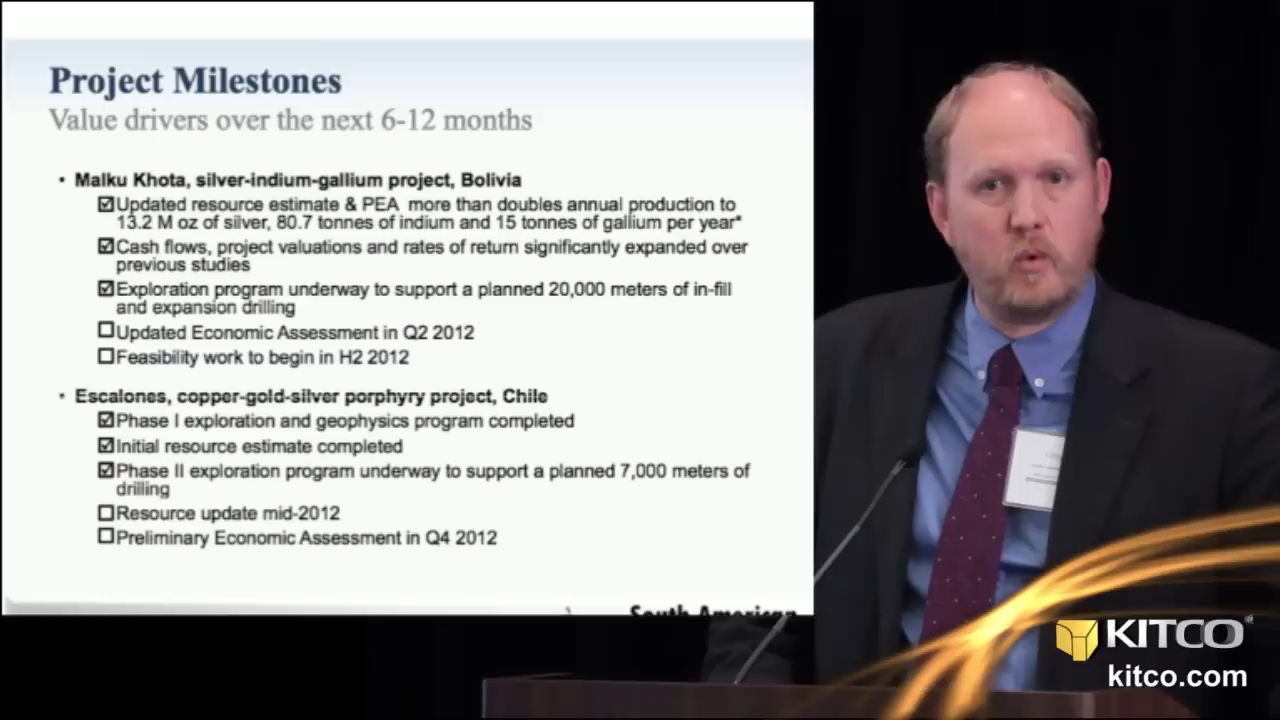 Project Milestones
Value drivers over the next 6-12 months
• Malku Khota, silver-indium-gallium project, Bolivia
☑ Updated resource estimate & PEA more than doubles annual production to
13.2 M oz of silver, 80.7 tonnes of indium and 15 tonnes of gallium per year*
☑ Cash flows, project valuations and rates of return significantly expanded over
previous studies
☑ Exploration program underway to support a planned 20,000 meters of in-fill
and expansion drilling
☐ Updated Economic Assessment in Q2 2012
☐ Feasibility work to begin in H2 2012
• Escalones, copper-gold-silver porphyry project, Chile
☑ Phase I exploration and geophysics program completed
☑ Initial resource estimate completed
☑ Phase II exploration program underway to support a planned 7,000 meters of
drilling
☐ Resource update mid-2012
☐ Preliminary Economic Assessment in Q4 2012
South American
KITCO
kitco.com